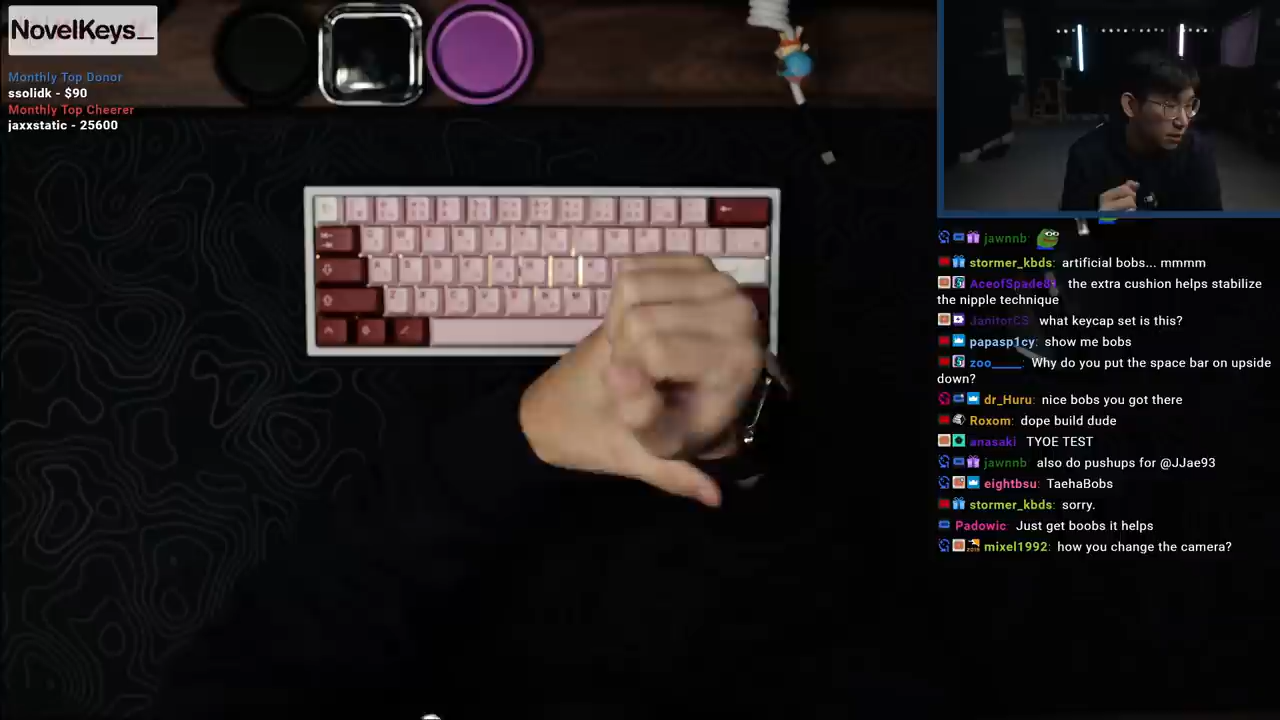 NovelKeys_
Monthly Top Donor
ssolidk - $90
Monthly Top Cheerer
jaxxstatic - 25600
jawnnb:
stormer_kbds: artificial bobs... mmmm
the extra cushion helps stabilize
the nipple technique
JanitorCS: what keycap set is this?
papasp1cy: show me bobs
zoo_____: Why do you put the space bar on upside
down?
dr_Huru: nice bobs you got there
Roxom: dope build dude
anasaki: TYOE TEST
jawnnb: also do pushups for @JJae93
eightbsu: TaehaBobs
stormer_kbds: sorry.
Padowic: Just get boobs it helps
mixel1992: how you change the camera?